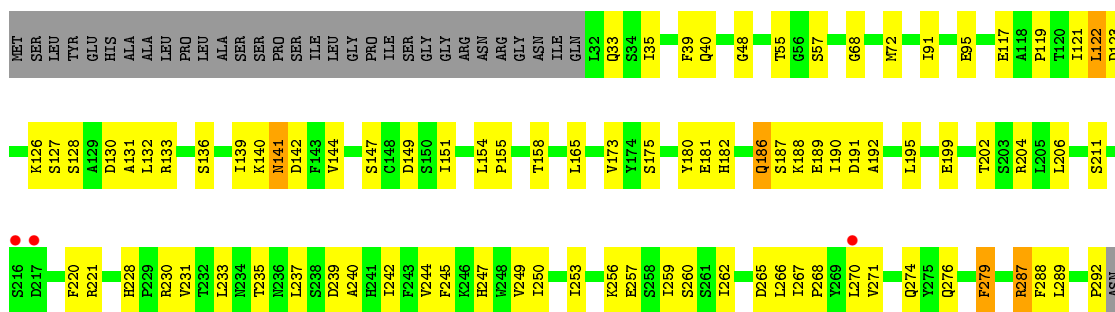 MET SER LEU TYR GLU HIS ALA ALA LEU PRO LEU ALA SER SER PRO SER ILE LEU GLY PRO ILE SER GLY GLY ARG ASN ARG GLY ASN ILE GLN L32 Q33 S34 I35 F39 Q40 G48 T55 G56 S57 G68 M72 I91 E95 E117 A118 P119 T120 I121 L122 D123
K126 S127 S128 A129 D130 A131 L132 R133 S136 I139 K140 N141 D142 F143 V144 S147 C148 D149 S150 I151 L154 P155 T158 L165 V173 Y174 S175 Y180 E181 H182 Q186 S187 K188 E189 I190 D191 A192 L195 E199 T202 S203 R204 L205 L206 S211
S216 D217 F220 R221 H228 P229 R230 V231 T232 L233 N234 T235 N236 L237 S238 D239 A240 H241 I242 F243 V244 F245 K246 H247 W248 V249 I250 I253 K256 E257 S258 I259 S260 S261 I262 D265 L266 I267 P268 Y269 L270 V271 Q274 Y275 Q276 F279 R287 F288 L289 P292 ASN